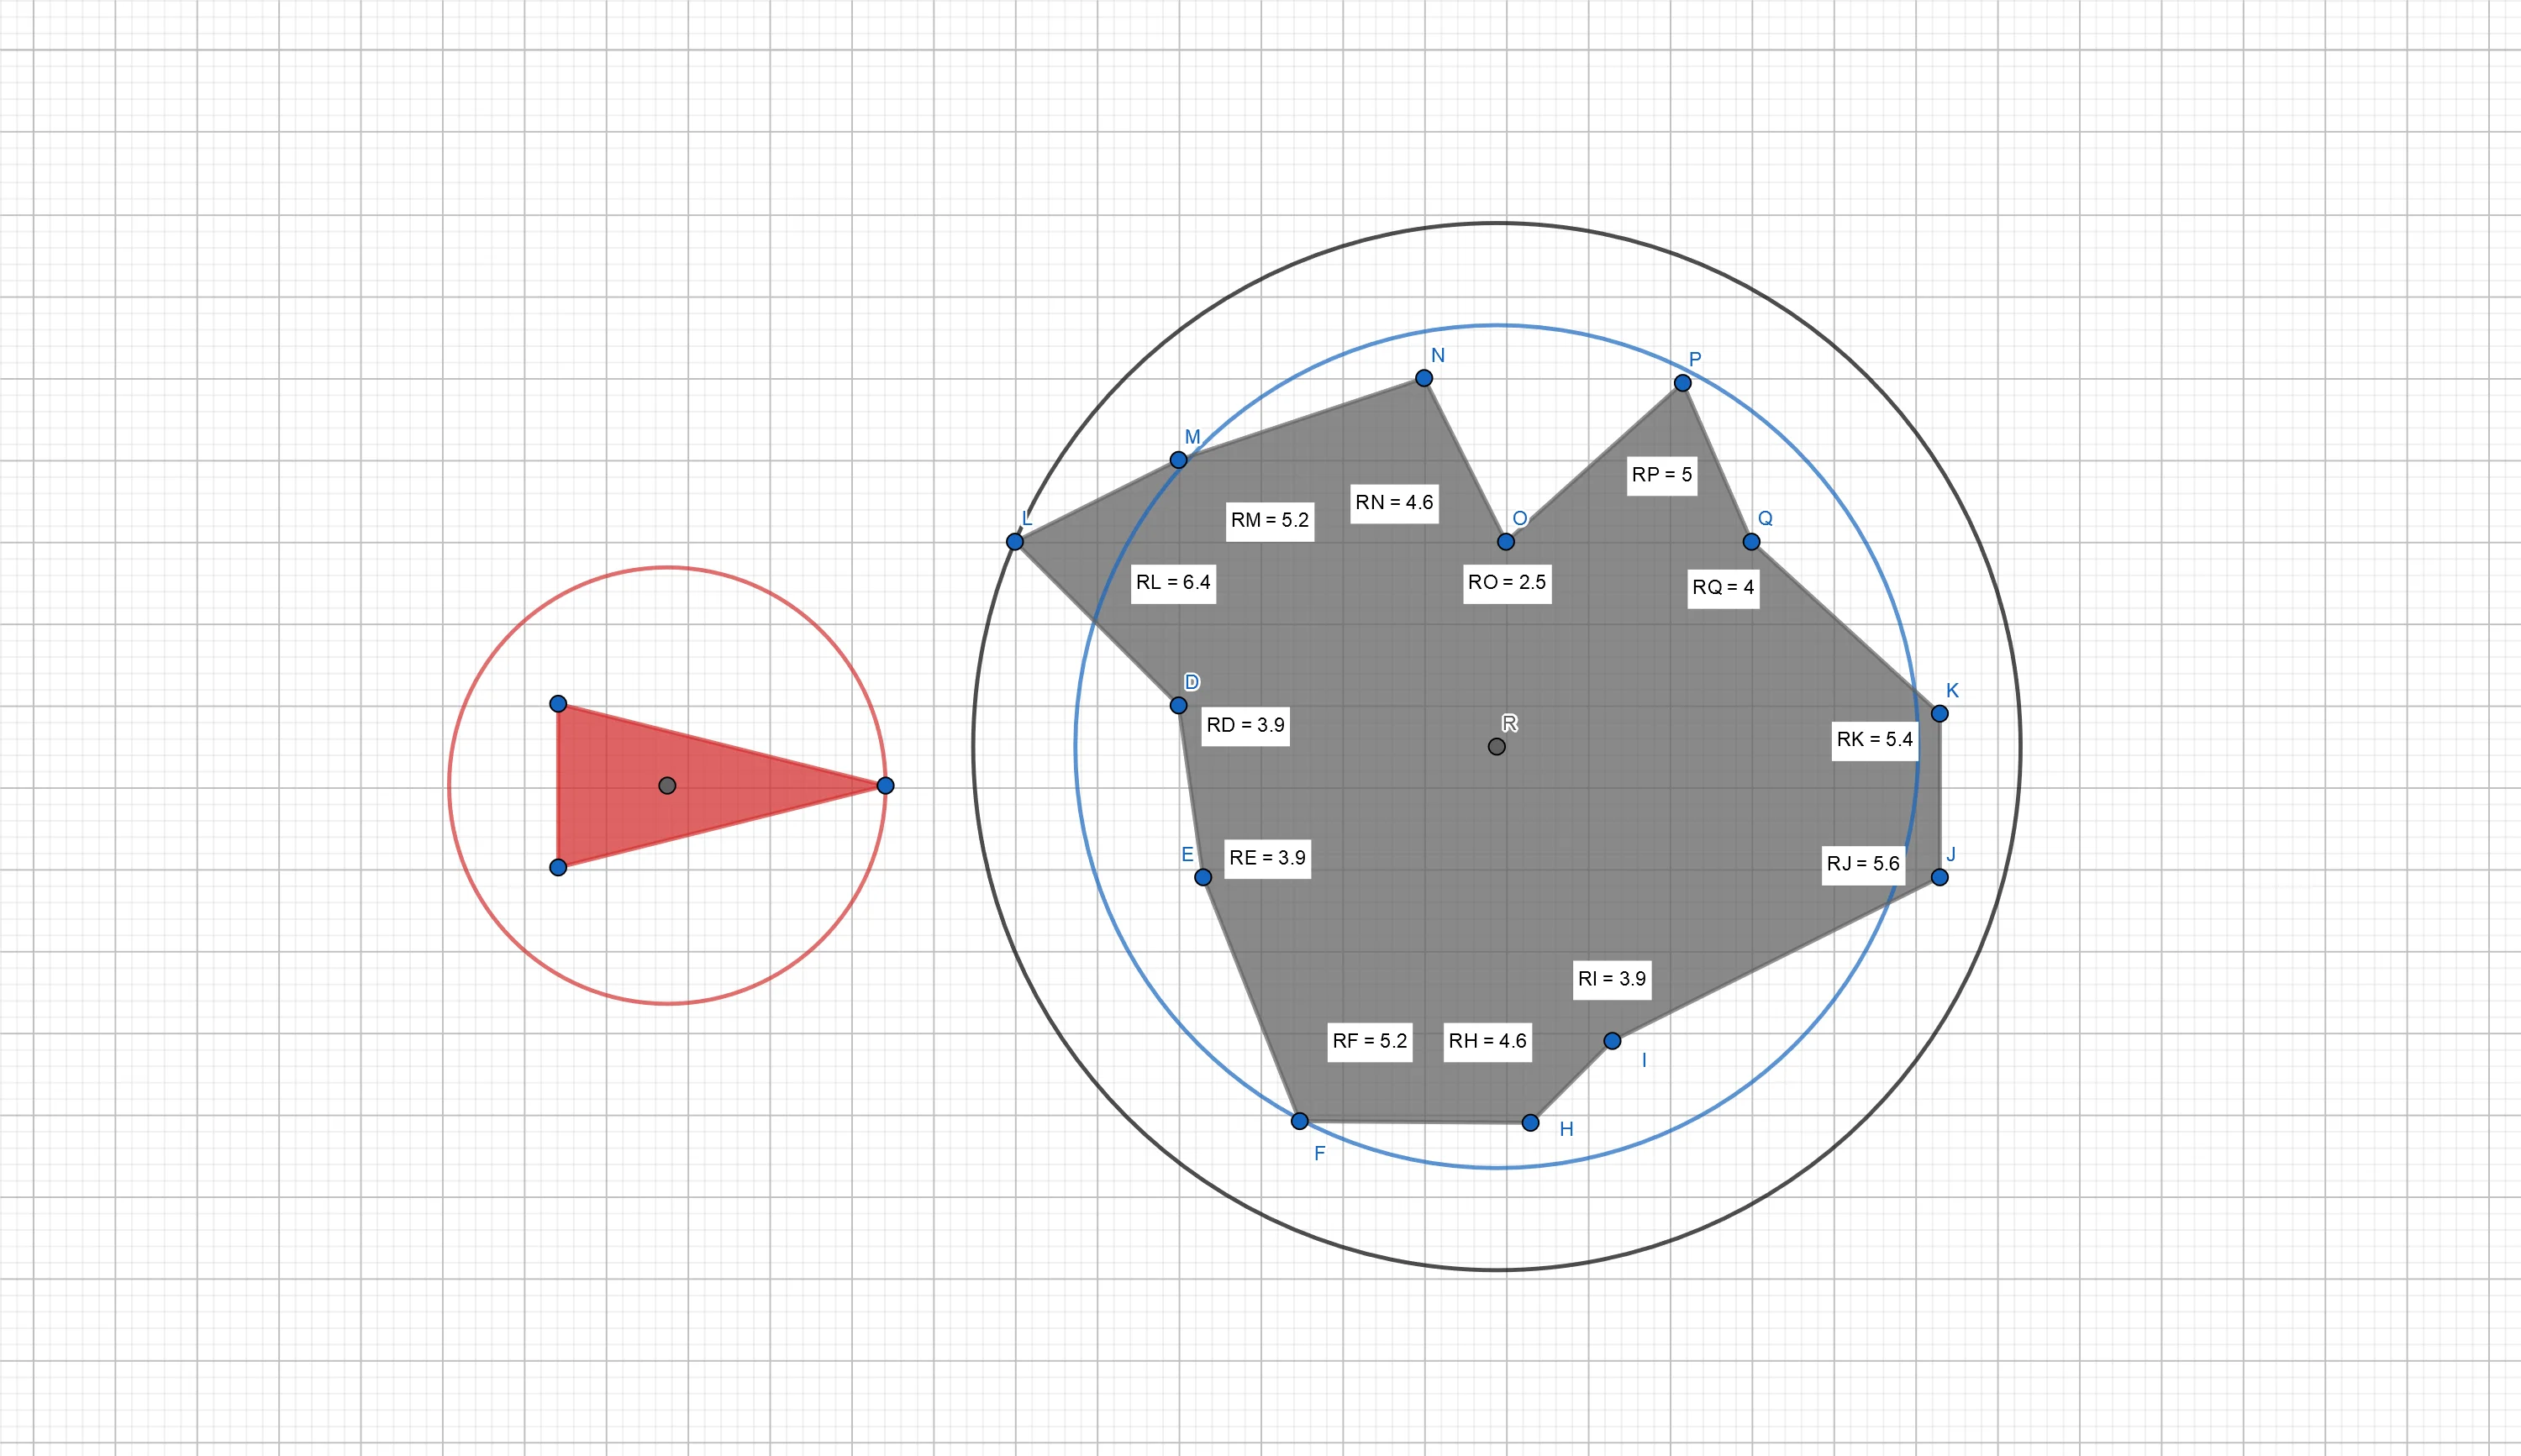 N
P
M
RP = 5
RN = 4.6
L
RM = 5.2
O
Q
RL = 6.4
RO = 2.5
RQ = 4
D
K
RD = 3.9
R
RK = 5.4
E
RE = 3.9
J
RJ = 5.6
RI = 3.9
RF = 5.2
RH = 4.6
I
H
F